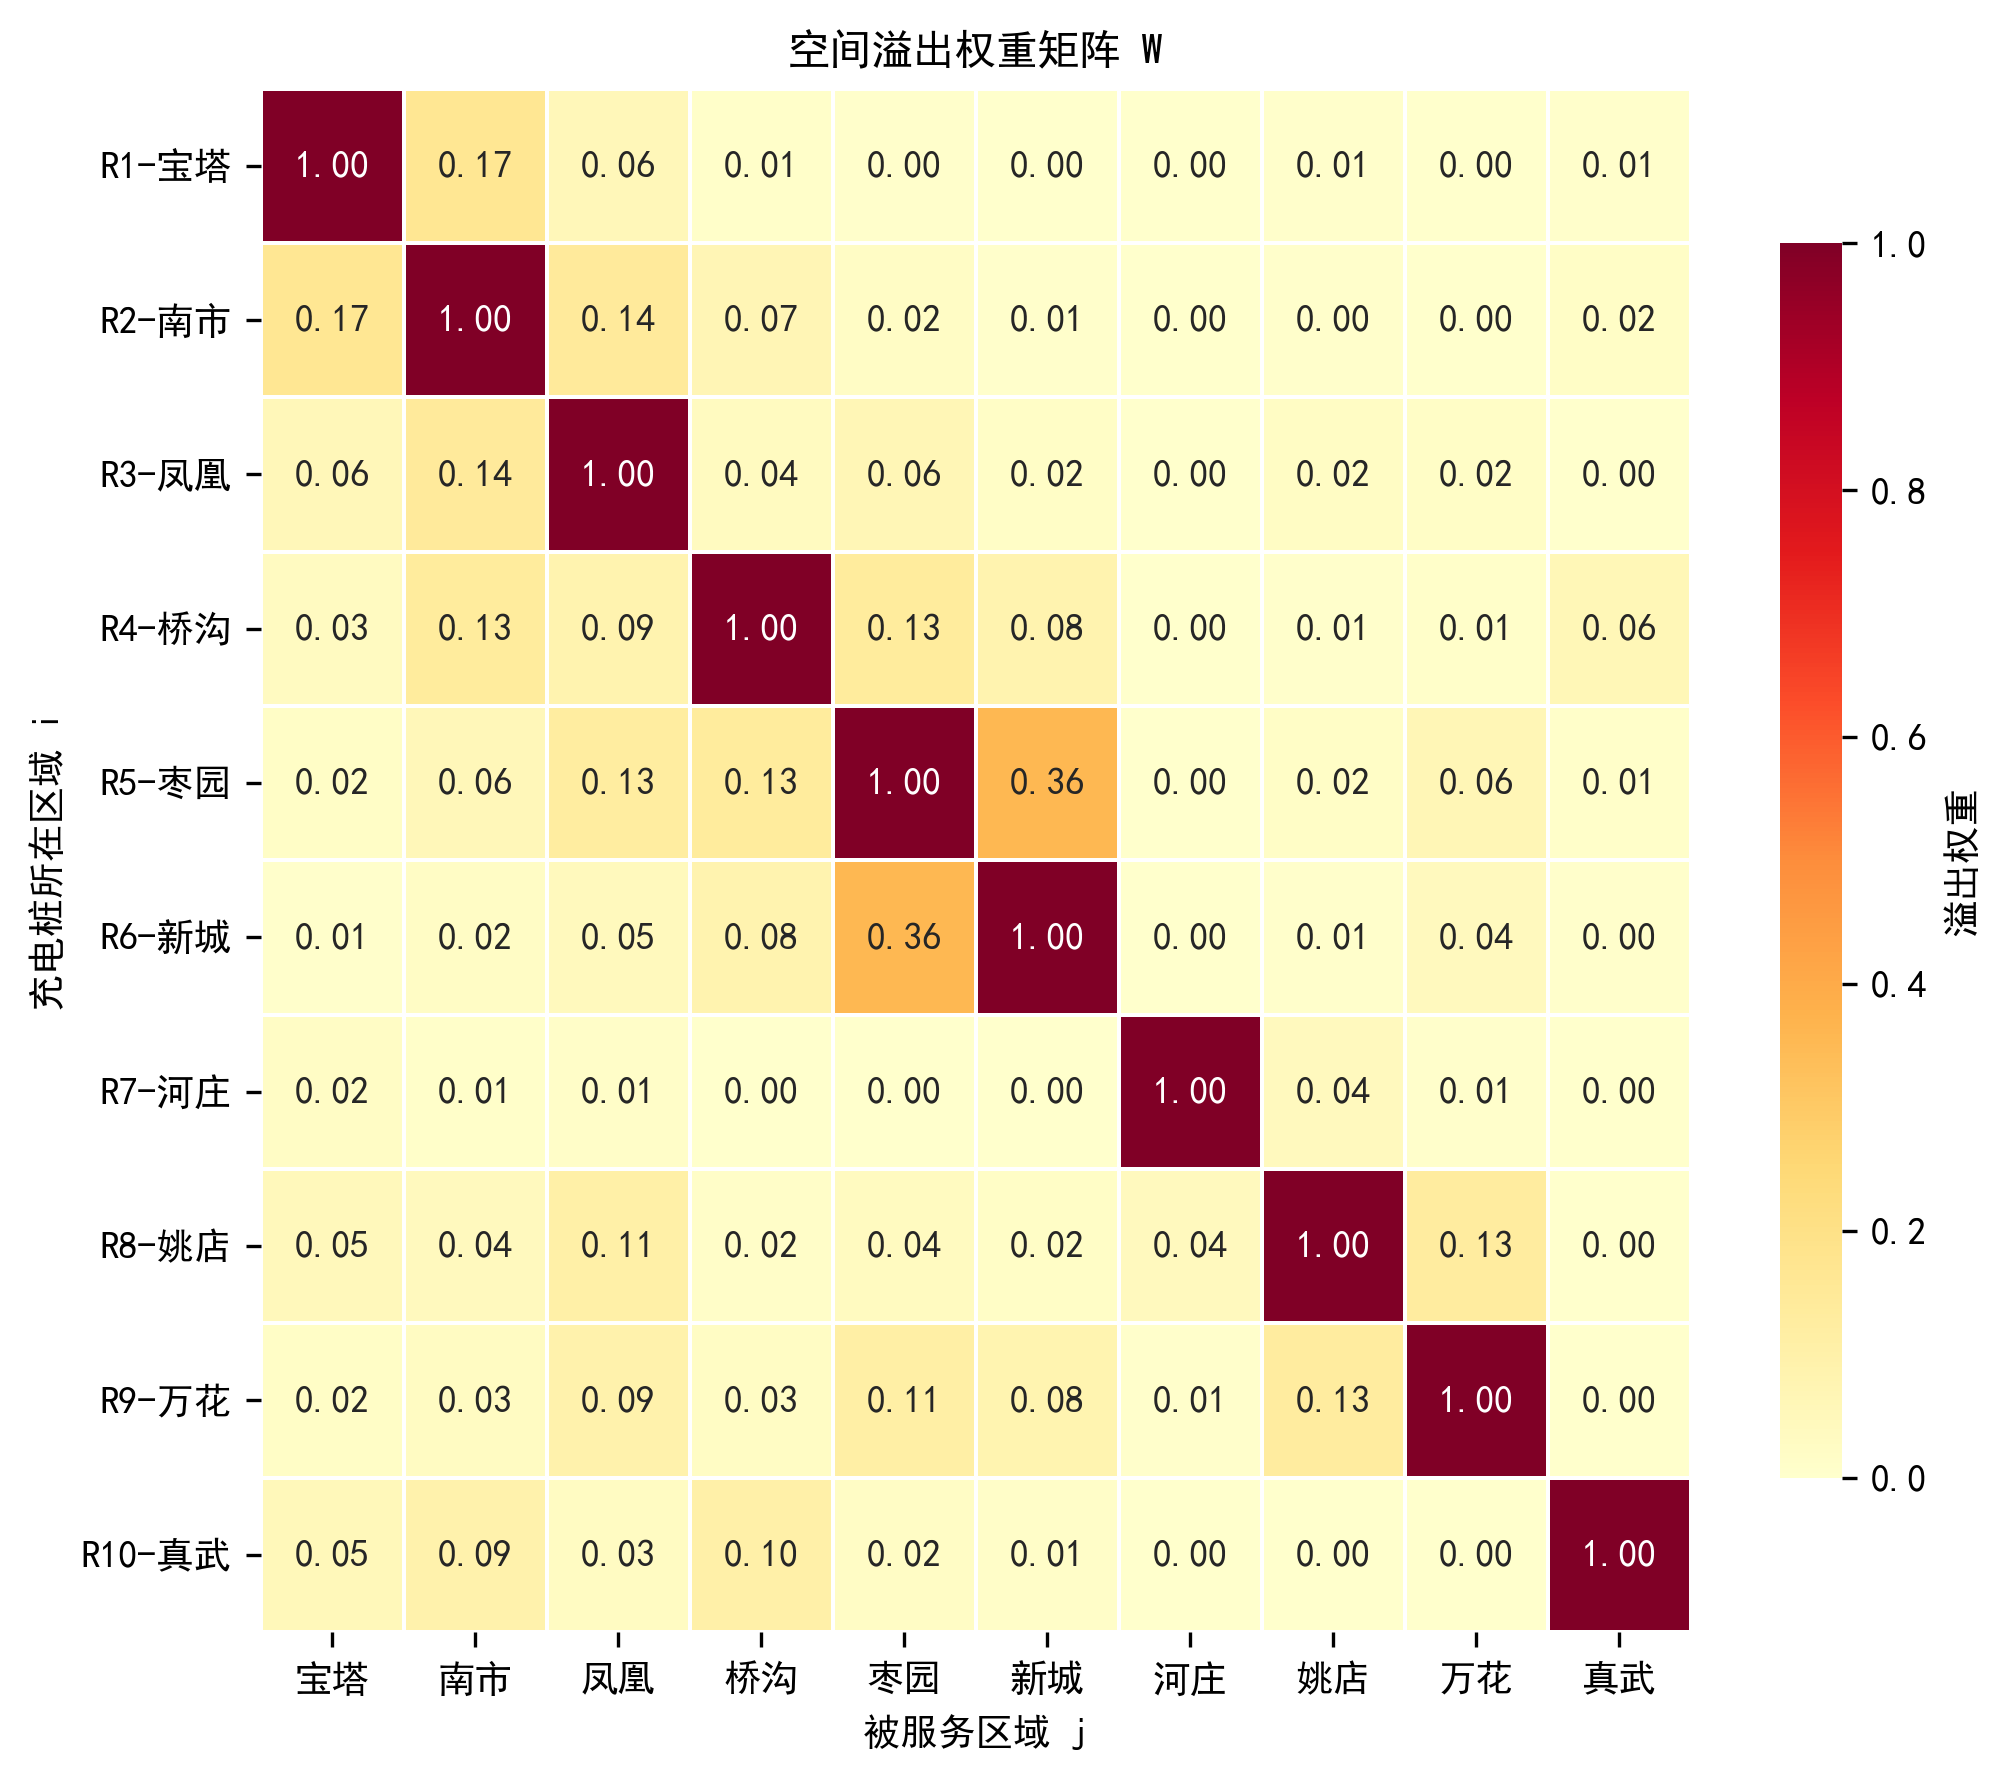 空间溢出权重矩阵 W
R1-宝塔 1.00 0.17 0.06 0.01 0.00 0.00 0.00 0.01 0.00 0.01
R2-南市 0.17 1.00 0.14 0.07 0.02 0.01 0.00 0.00 0.00 0.02
R3-凤凰 0.06 0.14 1.00 0.04 0.06 0.02 0.00 0.02 0.02 0.00
R4-桥沟 0.03 0.13 0.09 1.00 0.13 0.08 0.00 0.01 0.01 0.06
R5-枣园 0.02 0.06 0.13 0.13 1.00 0.36 0.00 0.02 0.06 0.01
R6-新城 0.01 0.02 0.05 0.08 0.36 1.00 0.00 0.01 0.04 0.00
R7-河庄 0.02 0.01 0.01 0.00 0.00 0.00 1.00 0.04 0.01 0.00
R8-姚店 0.05 0.04 0.11 0.02 0.04 0.02 0.04 1.00 0.13 0.00
R9-万花 0.02 0.03 0.09 0.03 0.11 0.08 0.01 0.13 1.00 0.00
R10-真武 0.05 0.09 0.03 0.10 0.02 0.01 0.00 0.00 0.00 1.00
宝塔 南市 凤凰 桥沟 枣园 新城 河庄 姚店 万花 真武
被服务区域 j
充电桩所在区域 i
1.0
0.8
0.6
0.4
0.2
0.0
溢出权重